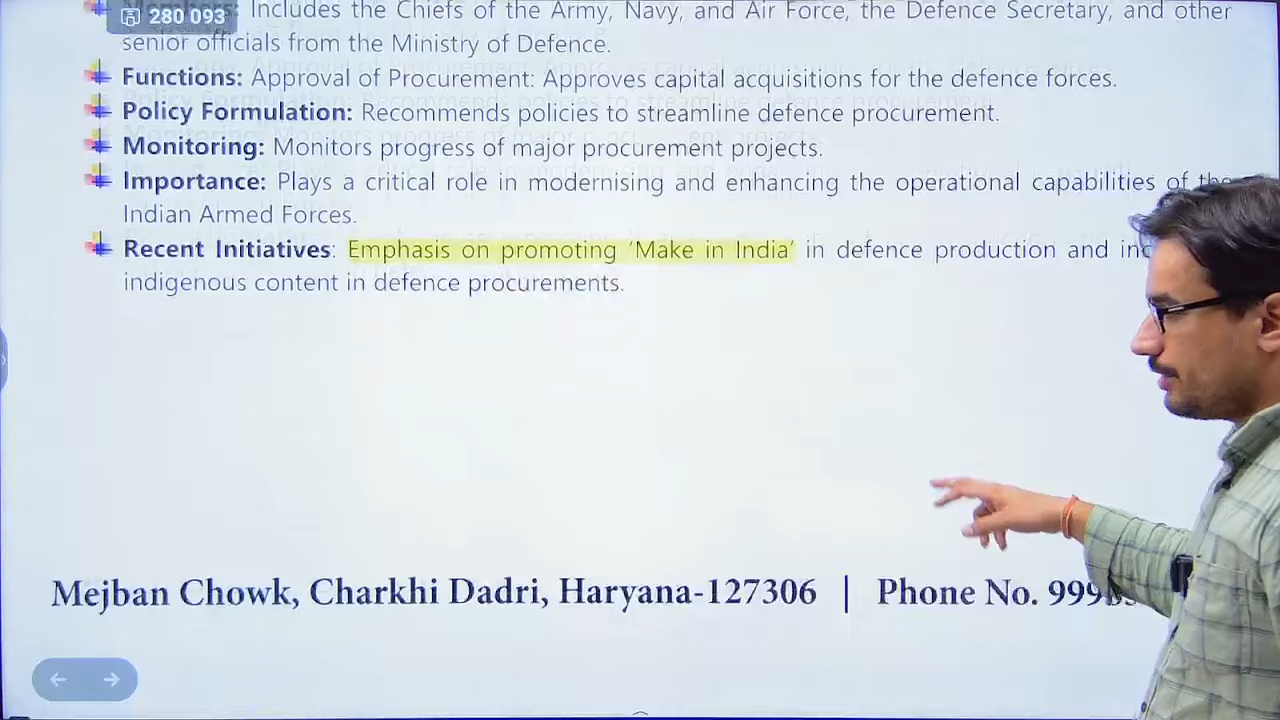 280 093
Members: Includes the Chiefs of the Army, Navy, and Air Force, the Defence Secretary, and other
senior officials from the Ministry of Defence.
Functions: Approval of Procurement: Approves capital acquisitions for the defence forces.
Policy Formulation: Recommends policies to streamline defence procurement.
Monitoring: Monitors progress of major procurement projects.
Importance: Plays a critical role in modernising and enhancing the operational capabilities of the
Indian Armed Forces.
Recent Initiatives: Emphasis on promoting ‘Make in India’ in defence production and
indigenous content in defence procurements.
Mejban Chowk, Charkhi Dadri, Haryana-127306 | Phone No.